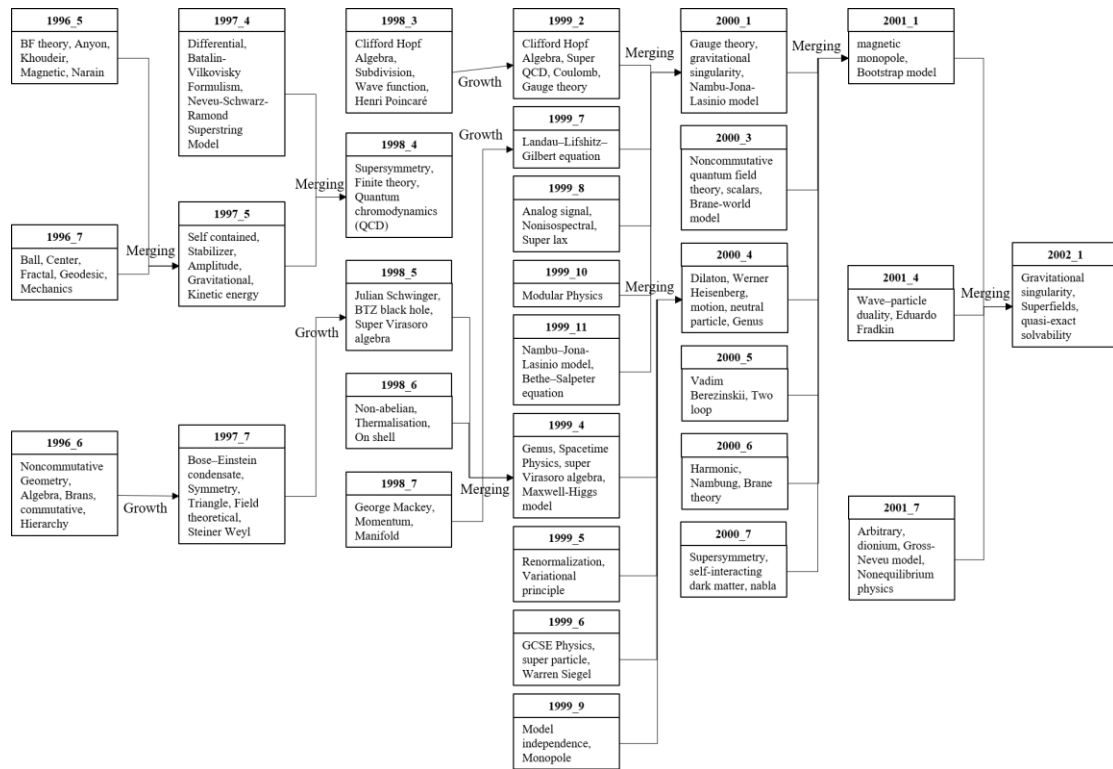 1996_5
BF theory, Anyon,
Khoudeir,
Magnetic, Narain
1996_7
Ball, Center,
Fractal, Geodesic,
Mechanics
1996_6
Noncommutative
Geometry,
Algebra, Brans,
commutative,
Hierarchy
Merging
Growth
1997_4
Differential,
Batalin-
Vilkovisky
Formulism,
Neveu-Schwarz-
Ramond
Superstring
Model
1997_5
Self contained,
Stabilizer,
Amplitude,
Gravitational,
Kinetic energy
1997_7
Bose–Einstein
condensate,
Symmetry,
Triangle, Field
theoretical,
Steiner Weyl
Merging
Growth
1998_3
Clifford Hopf
Algebra,
Subdivision,
Wave function,
Henri Poincaré
1998_4
Supersymmetry,
Finite theory,
Quantum
chromodynamics
(QCD)
1998_5
Julian Schwinger,
BTZ black hole,
Super Virasoro
algebra
1998_6
Non-abelian,
Thermalisation,
On shell
1998_7
George Mackey,
Momentum,
Manifold
Growth
Growth
Merging
1999_2
Clifford Hopf
Algebra, Super
QCD, Coulomb,
Gauge theory
1999_7
Landau–Lifshitz–
Gilbert equation
1999_8
Analog signal,
Nonisospectral,
Super lax
1999_10
Modular Physics
1999_11
Nambu–Jona-
Lasinio model,
Bethe–Salpeter
equation
1999_4
Genus, Spacetime
Physics, super
Virasoro algebra,
Maxwell-Higgs
model
1999_5
Renormalization,
Variational
principle
1999_6
GCSE Physics,
super particle,
Warren Siegel
1999_9
Model
independence,
Monopole
Merging
Merging
2000_1
Gauge theory,
gravitational
singularity,
Nambu-Jona-
Lasinio model
2000_3
Noncommutative
quantum field
theory, scalars,
Brane-world
model
2000_4
Dilaton, Werner
Heisenberg,
motion, neutral
particle, Genus
2000_5
Vadim
Berezinskii, Two
loop
2000_6
Harmonic,
Nambung, Brane
theory
2000_7
Supersymmetry,
self-interacting
dark matter, nabla
Merging
2001_1
magnetic
monopole,
Bootstrap model
2001_4
Wave–particle
duality, Eduardo
Fradkin
2001_7
Arbitrary,
dionium, Gross-
Neveu model,
Nonequilibrium
physics
Merging
2002_1
Gravitational
singularity,
Superfields,
quasi-exact
solvability